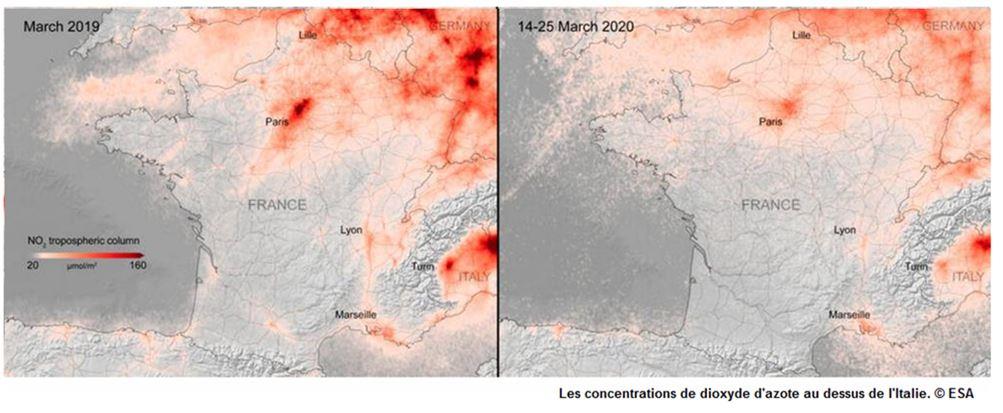 March 2019
Lille
GERMANY
Paris
FRANCE
Lyon
NO₂ tropospheric column
20 μmol/m² 160
Turin
ITALY
Marseille
14-25 March 2020
Lille
GERMANY
Paris
FRANCE
Lyon
Turin
ITALY
Marseille
Les concentrations de dioxyde d'azote au dessus de l'Italie. © ESA